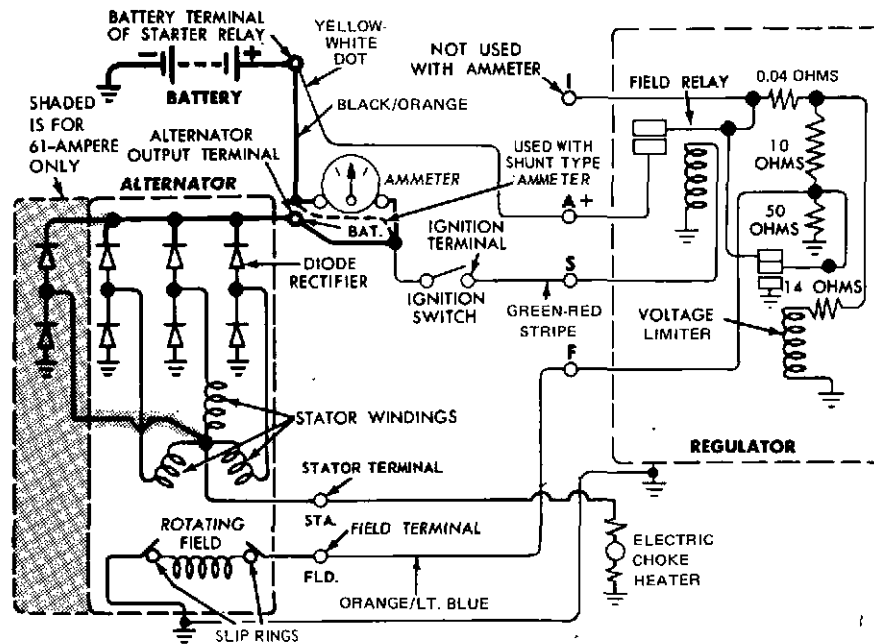 BATTERY TERMINAL
OF STARTER RELAY
YELLOW-
WHITE
DOT
NOT USED
WITH AMMETER
I
FIELD RELAY
0.04 OHMS
− +
BATTERY
SHADED
IS FOR
61-AMPERE
ONLY
BLACK/ORANGE
10
OHMS
ALTERNATOR
OUTPUT TERMINAL
USED WITH
SHUNT TYPE
AMMETER
AMMETER
ALTERNATOR
A +
50
OHMS
BAT.
IGNITION
TERMINAL
DIODE
RECTIFIER
S
IGNITION
SWITCH
GREEN-RED
STRIPE
14 OHMS
VOLTAGE
LIMITER
F
STATOR WINDINGS
REGULATOR
STATOR TERMINAL
STA.
ROTATING
FIELD
FIELD TERMINAL
FLD.
ELECTRIC
CHOKE
HEATER
ORANGE/LT. BLUE
SLIP RINGS